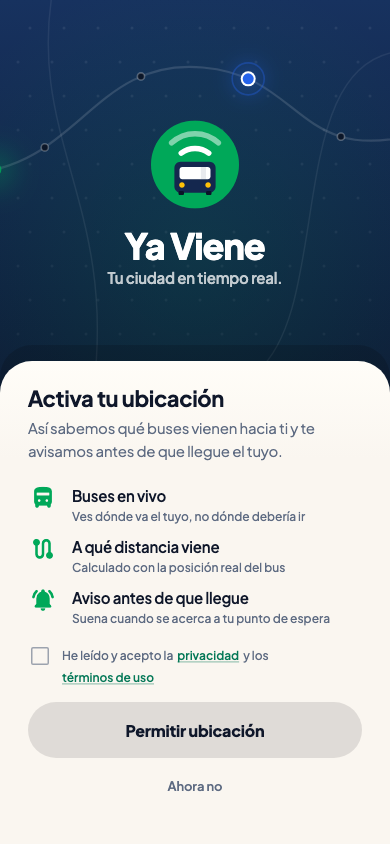 Ya Viene
Tu ciudad en tiempo real.
Activa tu ubicación
Así sabemos qué buses vienen hacia ti y te
avisamos antes de que llegue el tuyo.
Buses en vivo
Ves dónde va el tuyo, no dónde debería ir
A qué distancia viene
Calculado con la posición real del bus
Aviso antes de que llegue
Suena cuando se acerca a tu punto de espera
He leído y acepto la privacidad y los
términos de uso
Permitir ubicación
Ahora no